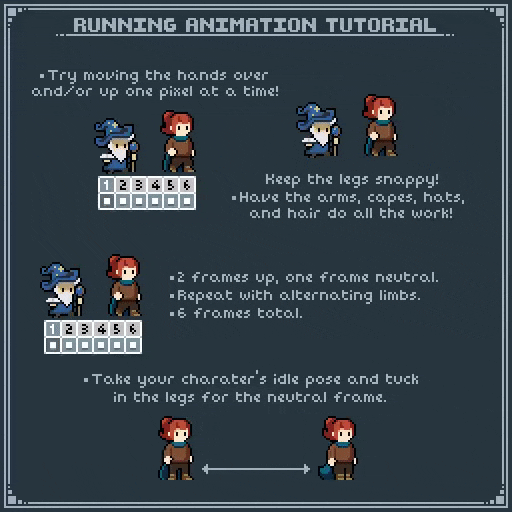 RUNNING ANIMATION TUTORIAL
•Try moving the hands over
and/or up one pixel at a time!
1 2 3 4 5 6
Keep the legs snappy!
•Have the arms, capes, hats,
and hair do all the work!
•2 frames up, one frame neutral.
•Repeat with alternating limbs.
•6 frames total.
1 2 3 4 5 6
•Take your charater's idle pose and tuck
in the legs for the neutral frame.